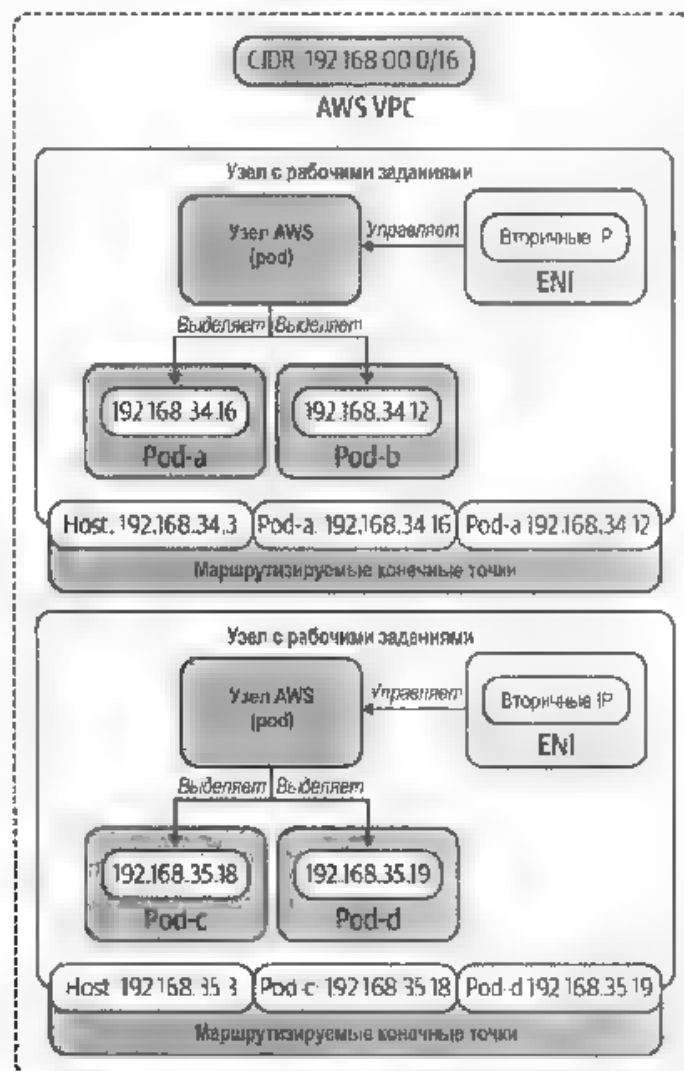 CIDR 192 168 00 0/16
AWS VPC
Узел с рабочими заданиями
Узел AWS
(pod)
Управляет
Вторичные IP
ENI
Выделяет Выделяет
192 168 34.16
192.168.34 12
Pod-a
Pod-b
Host. 192.168.34.3 Pod-a. 192.168.34 16 Pod-a 192.168.34 12
Маршрутизируемые конечные точки
Узел с рабочими заданиями
Узел AWS
(pod)
Управляет
Вторичные IP
ENI
Выделяет Выделяет
192.168.35.18
192.168.35.19
Pod-c
Pod-d
Host 192 168. 35 3 Pod-c 192 168 35 18 Pod-d 192 168.35 19
Маршрутизируемые конечные точки